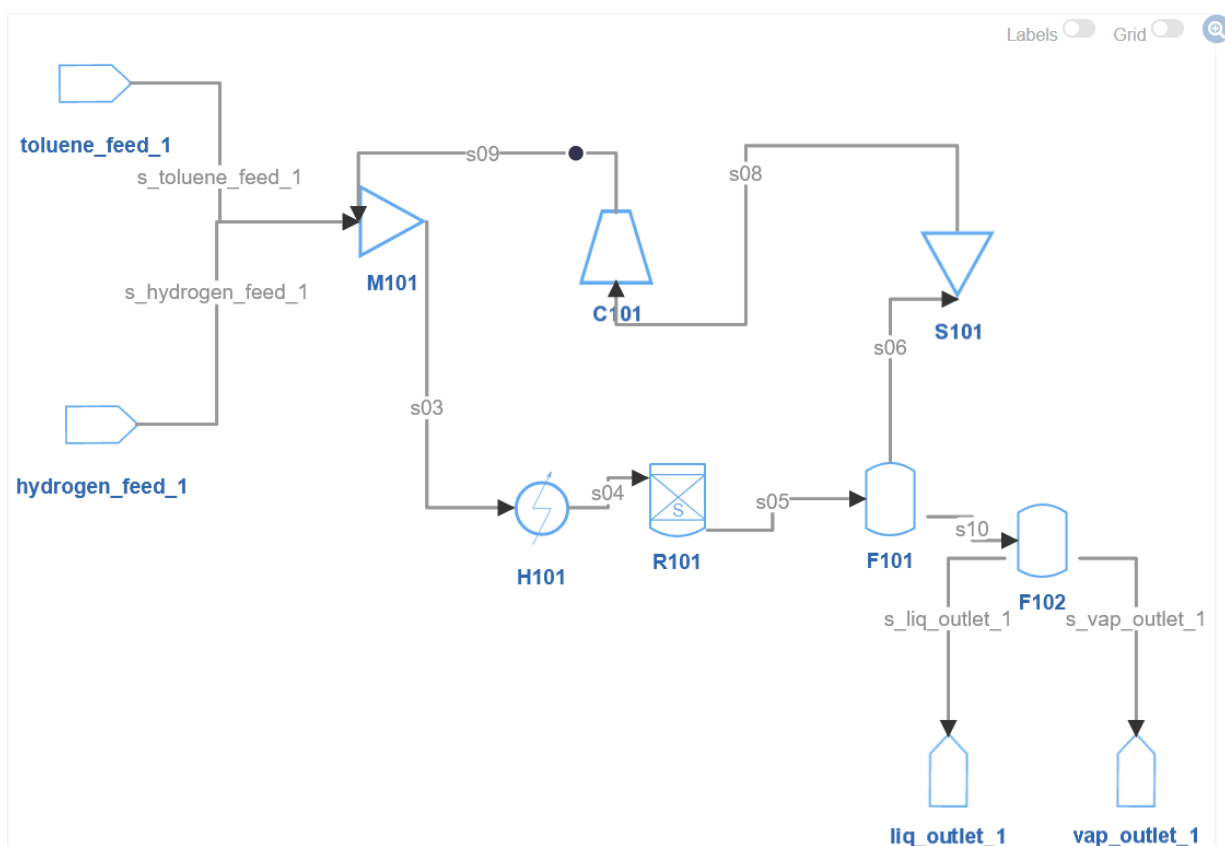 Labels
Grid
toluene_feed_1
s_toluene_feed_1
s09
s08
M101
C101
S101
s_hydrogen_feed_1
s06
s03
hydrogen_feed_1
s04
S
s05
s10
H101
R101
F101
F102
s_liq_outlet_1
s_vap_outlet_1
liq_outlet_1
vap_outlet_1